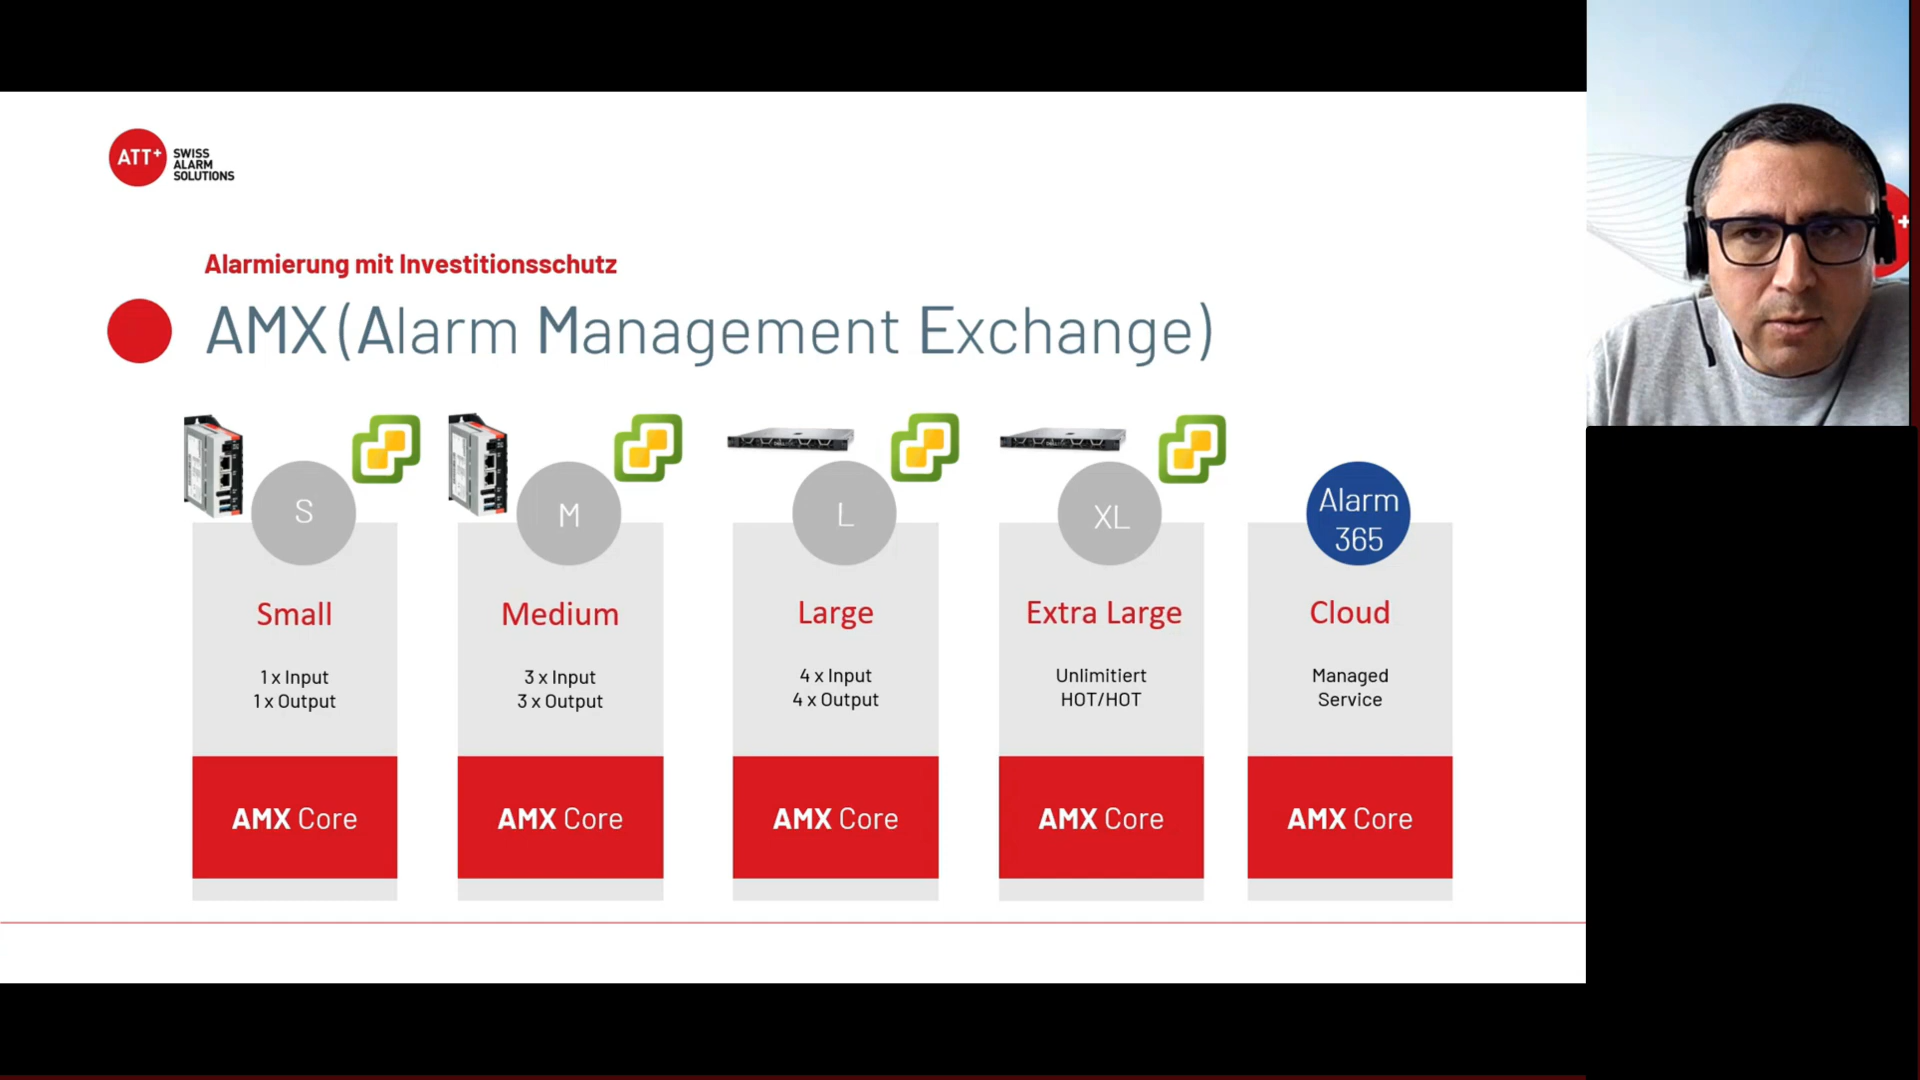 ATT+
SWISS
ALARM
SOLUTIONS
Alarmierung mit Investitionsschutz
AMX (Alarm Management Exchange)
S
M
L
XL
Alarm
365
Small
Medium
Large
Extra Large
Cloud
1 x Input
1 x Output
3 x Input
3 x Output
4 x Input
4 x Output
Unlimitiert
HOT/HOT
Managed
Service
AMX Core
AMX Core
AMX Core
AMX Core
AMX Core